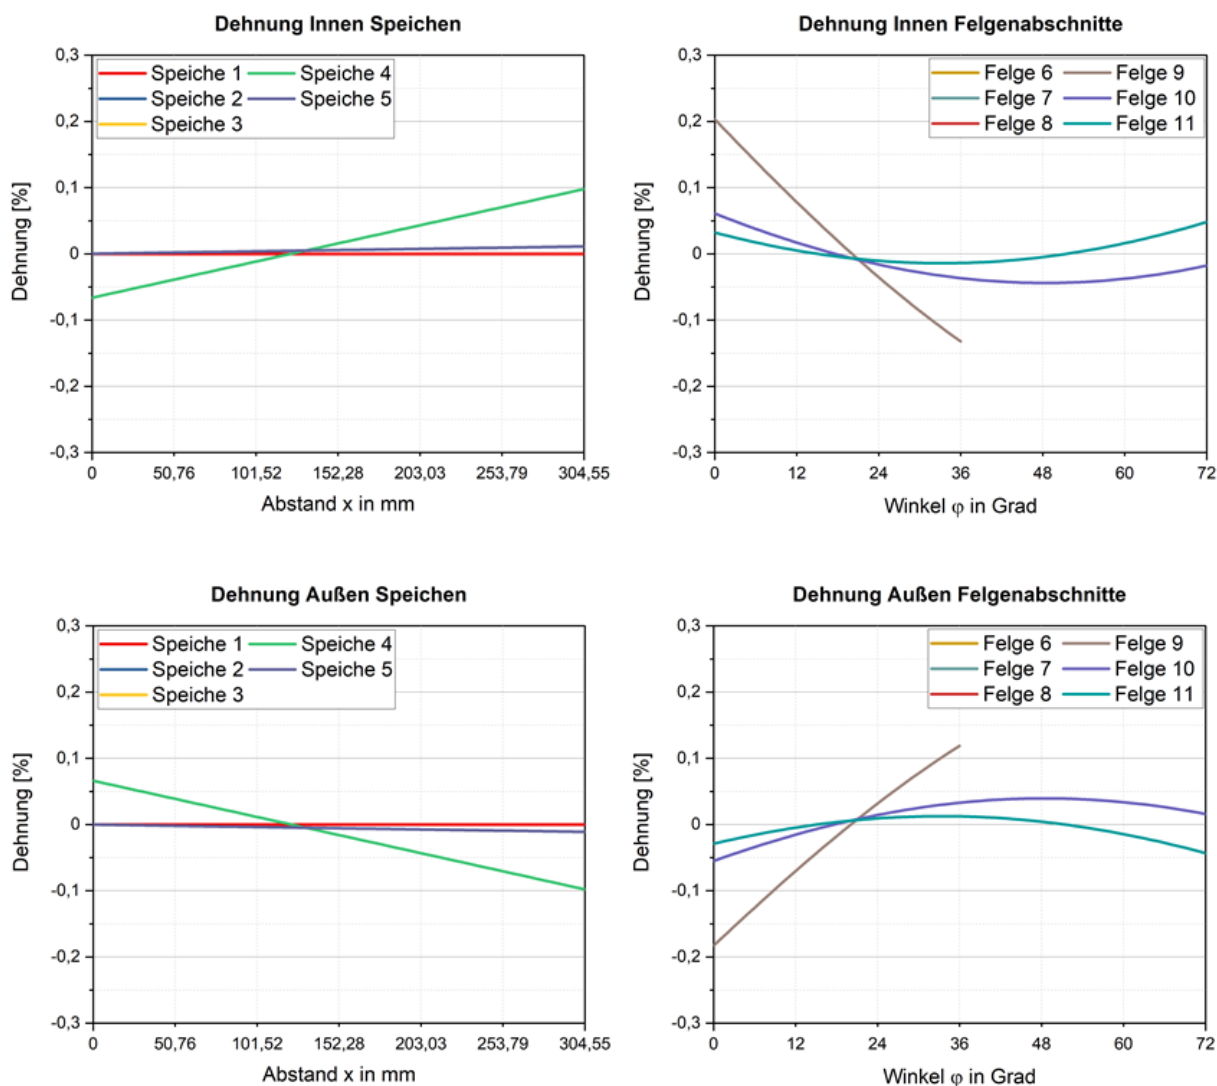 Dehnung Innen Speichen
0,3
0,2
0,1
0
-0,1
-0,2
-0,3
Dehnung [%]
Speiche 1 Speiche 4
Speiche 2 Speiche 5
Speiche 3
0 50,76 101,52 152,28 203,03 253,79 304,55
Abstand x in mm
Dehnung Innen Felgenabschnitte
0,3
0,2
0,1
0
-0,1
-0,2
-0,3
Dehnung [%]
Felge 6 Felge 9
Felge 7 Felge 10
Felge 8 Felge 11
0 12 24 36 48 60 72
Winkel φ in Grad
Dehnung Außen Speichen
0,3
0,2
0,1
0
-0,1
-0,2
-0,3
Dehnung [%]
Speiche 1 Speiche 4
Speiche 2 Speiche 5
Speiche 3
0 50,76 101,52 152,28 203,03 253,79 304,55
Abstand x in mm
Dehnung Außen Felgenabschnitte
0,3
0,2
0,1
0
-0,1
-0,2
-0,3
Dehnung [%]
Felge 6 Felge 9
Felge 7 Felge 10
Felge 8 Felge 11
0 12 24 36 48 60 72
Winkel φ in Grad